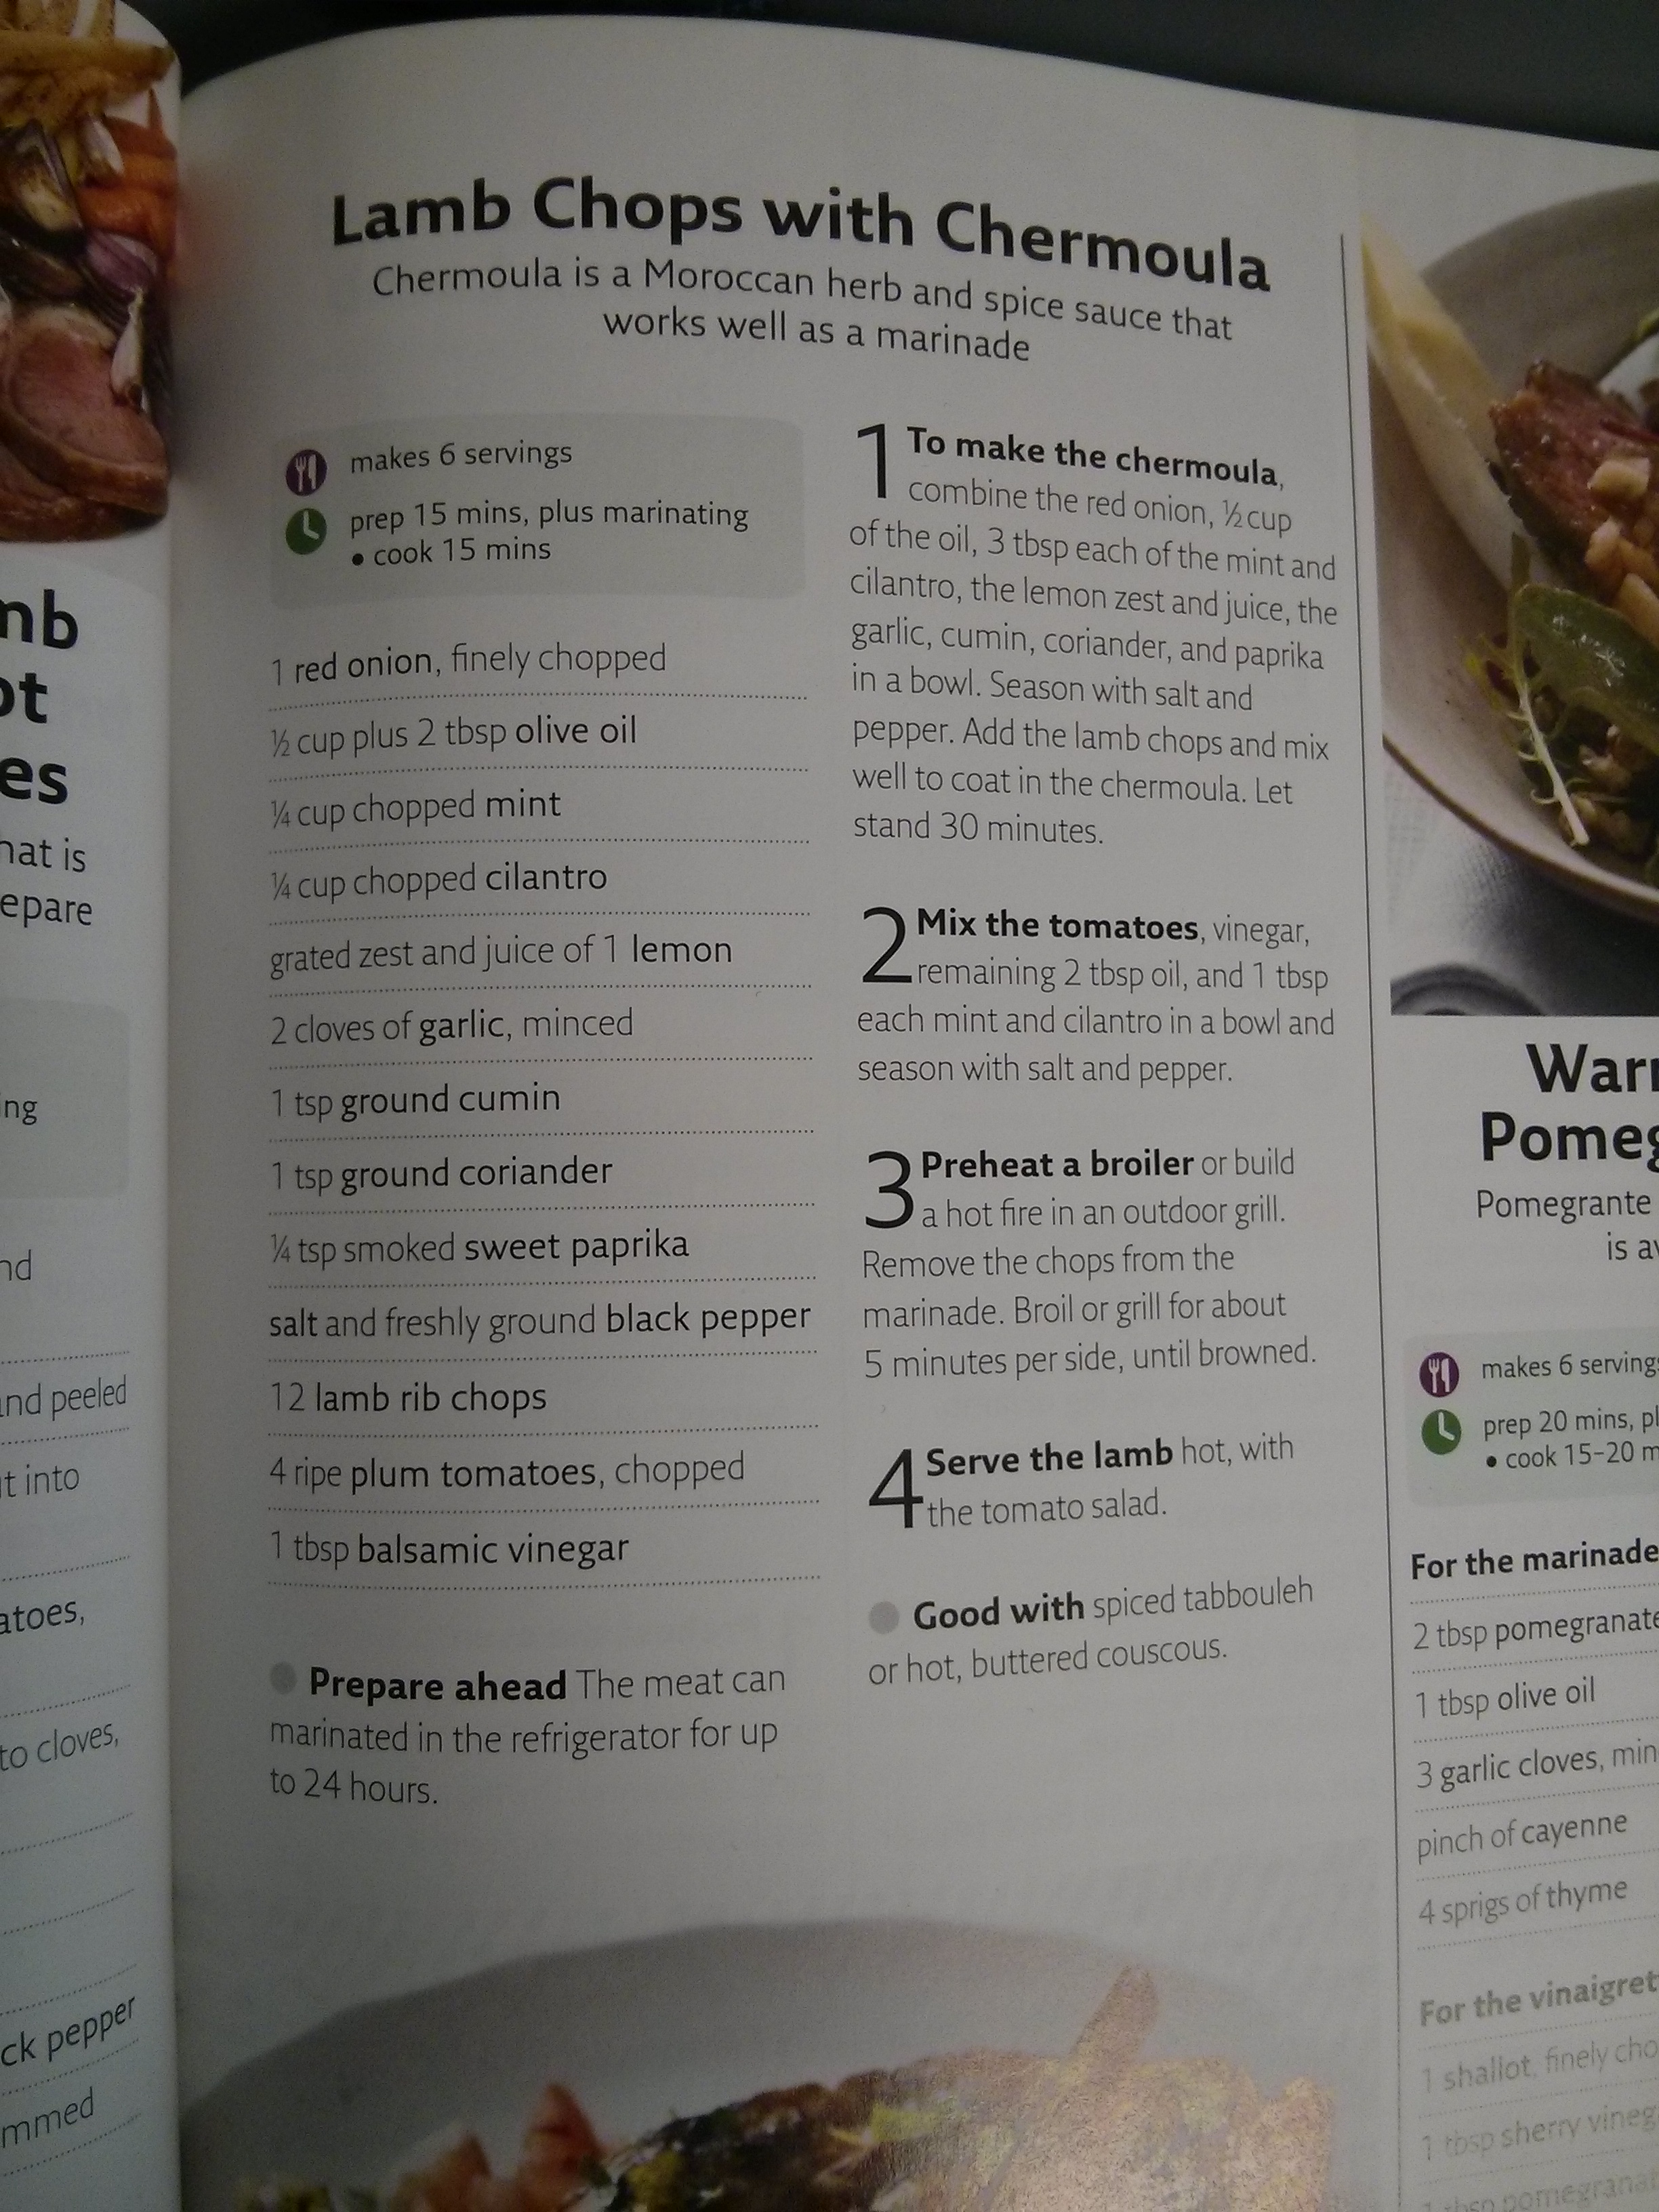 Lamb Chops with Chermoula
Chermoula is a Moroccan herb and spice sauce that
works well as a marinade
makes 6 servings
prep 15 mins, plus marinating
• cook 15 mins
1 red onion, finely chopped
½ cup plus 2 tbsp olive oil
¼ cup chopped mint
¼ cup chopped cilantro
grated zest and juice of 1 lemon
2 cloves of garlic, minced
1 tsp ground cumin
1 tsp ground coriander
¼ tsp smoked sweet paprika
salt and freshly ground black pepper
12 lamb rib chops
4 ripe plum tomatoes, chopped
1 tbsp balsamic vinegar
Prepare ahead The meat can
marinated in the refrigerator for up
to 24 hours.
1 To make the chermoula,
combine the red onion, ½ cup
of the oil, 3 tbsp each of the mint and
cilantro, the lemon zest and juice, the
garlic, cumin, coriander, and paprika
in a bowl. Season with salt and
pepper. Add the lamb chops and mix
well to coat in the chermoula. Let
stand 30 minutes.
2 Mix the tomatoes, vinegar,
remaining 2 tbsp oil, and 1 tbsp
each mint and cilantro in a bowl and
season with salt and pepper.
3 Preheat a broiler or build
a hot fire in an outdoor grill.
Remove the chops from the
marinade. Broil or grill for about
5 minutes per side, until browned.
4 Serve the lamb hot, with
the tomato salad.
Good with spiced tabbouleh
or hot, buttered couscous.
nb
ot
es
hat is
epare
ing
nd
and peeled
t into
atoes,
to cloves,
ck pepper
mmed
Warn
Pomeg
Pomegrante
is av
makes 6 servings
prep 20 mins, pl
• cook 15–20 m
For the marinade
2 tbsp pomegranate
1 tbsp olive oil
3 garlic cloves, min
pinch of cayenne
4 sprigs of thyme
For the vinaigret
1 shallot, finely cho
1 tbsp sherry vineg
tbsp pomegranat